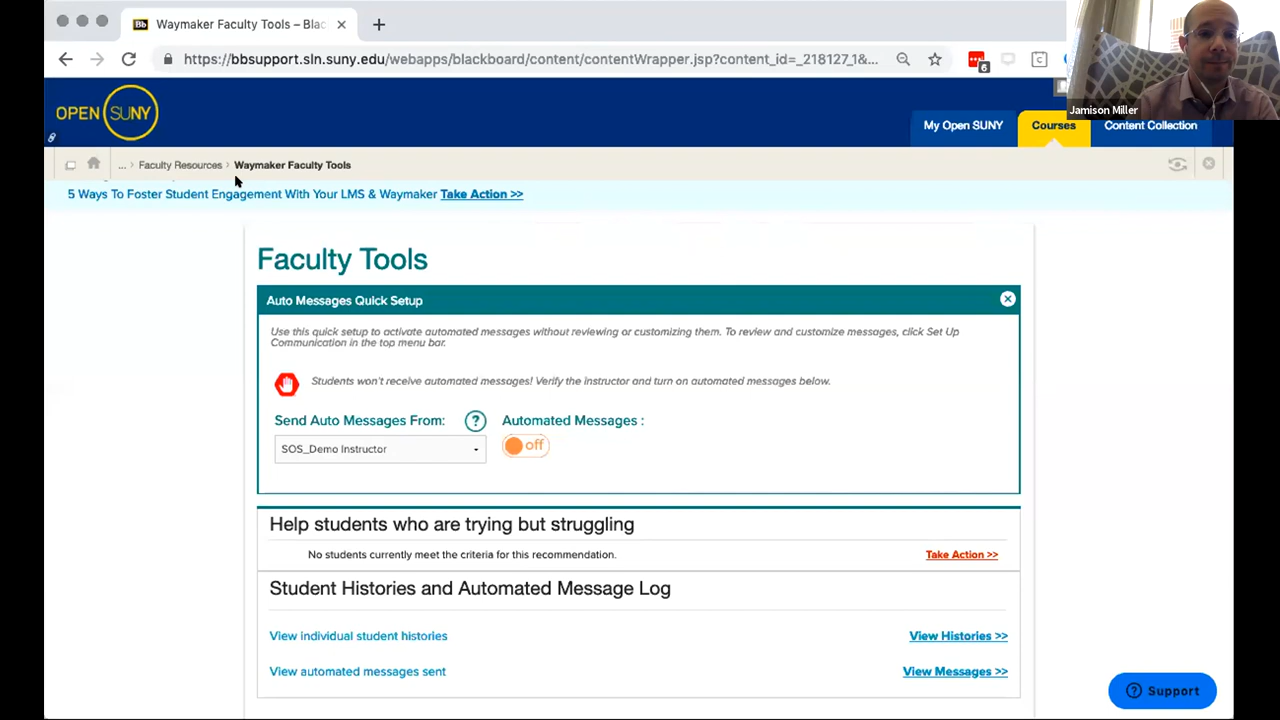 Bb Waymaker Faculty Tools – Blac
https://bbsupport.sln.suny.edu/webapps/blackboard/content/contentWrapper.jsp?content_id=_218127_1&...
6
Jamison Miller
OPEN SUNY
My Open SUNY
Courses
Content Collection
... › Faculty Resources › Waymaker Faculty Tools
5 Ways To Foster Student Engagement With Your LMS & Waymaker Take Action >>
Faculty Tools
Auto Messages Quick Setup
Use this quick setup to activate automated messages without reviewing or customizing them. To review and customize messages, click Set Up
Communication in the top menu bar.
Students won't receive automated messages! Verify the instructor and turn on automated messages below.
Send Auto Messages From: ? Automated Messages :
SOS_Demo Instructor
off
Help students who are trying but struggling
No students currently meet the criteria for this recommendation. Take Action >>
Student Histories and Automated Message Log
View individual student histories View Histories >>
View automated messages sent View Messages >>
? Support